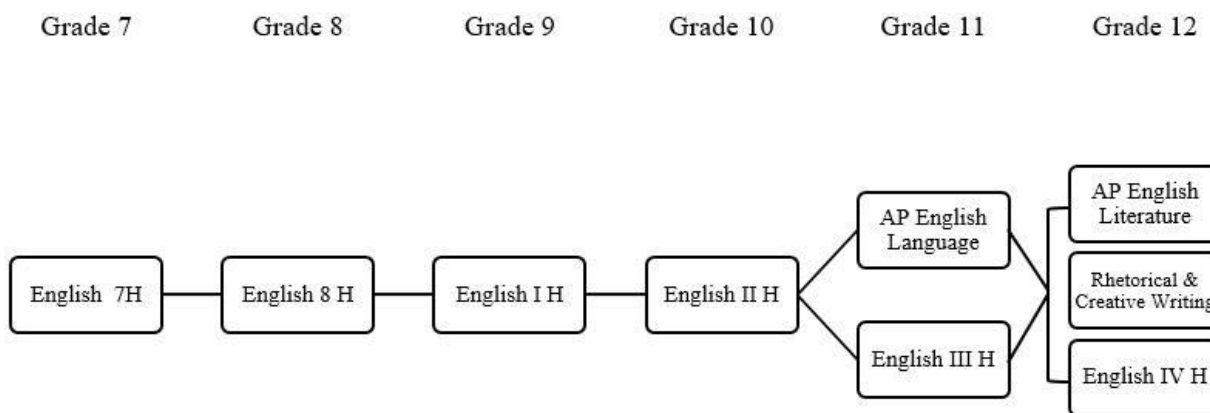 Grade 7 Grade 8 Grade 9 Grade 10 Grade 11 Grade 12
AP English
Literature
AP English
Language
English 7H
English 8 H
English I H
English II H
Rhetorical &
Creative Writing
English III H
English IV H